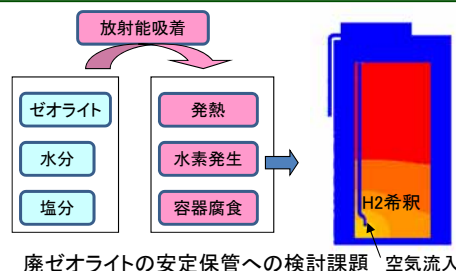 放射能吸着
ゼオライト
発熱
水分
水素発生
塩分
容器腐食
H2希釈
廃ゼオライトの安定保管への検討課題
空気流入